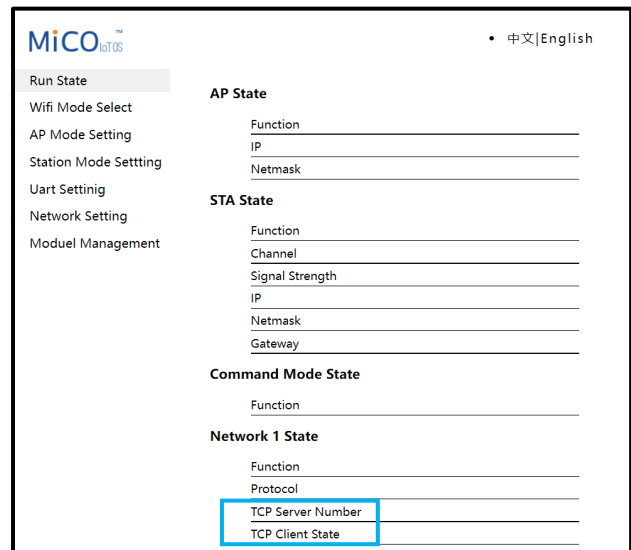 MiCO IoTOS ™
中文|English
Run State
Wifi Mode Select
AP Mode Setting
Station Mode Settting
Uart Settinig
Network Setting
Moduel Management
AP State
Function
IP
Netmask
STA State
Function
Channel
Signal Strength
IP
Netmask
Gateway
Command Mode State
Function
Network 1 State
Function
Protocol
TCP Server Number
TCP Client State